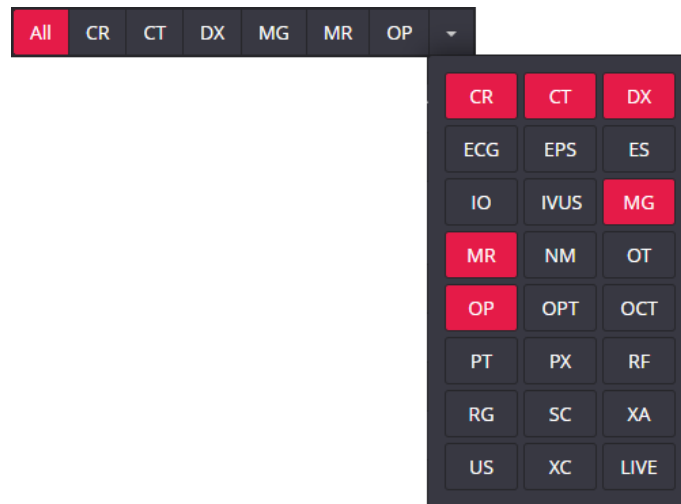 All CR CT DX MG MR OP
CR CT DX
ECG EPS ES
IO IVUS MG
MR NM OT
OP OPT OCT
PT PX RF
RG SC XA
US XC LIVE